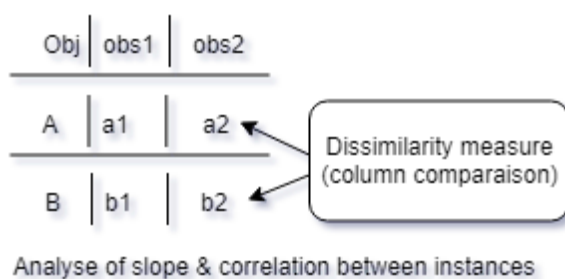 Obj obs1 obs2
A a1 a2
Dissimilarity measure
(column comparaison)
B b1 b2
Analyse of slope & correlation between instances